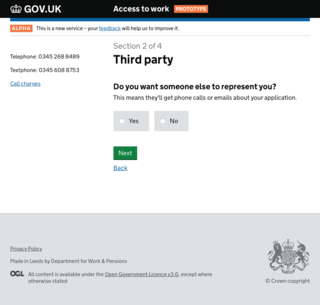 GOV.UK
Access to work PROTOTYPE
ALPHA This is a new service – your feedback will help us to improve it.
Telephone: 0345 268 8489
Textphone: 0345 608 8753
Call charges
Section 2 of 4
Third party
Do you want someone else to represent you?
This means they'll get phone calls or emails about your application.
Yes
No
Next
Back
Privacy Policy
Made in Leeds by Department for Work & Pensions
OGL All content is available under the Open Government Licence v3.0, except where
otherwise stated
© Crown copyright